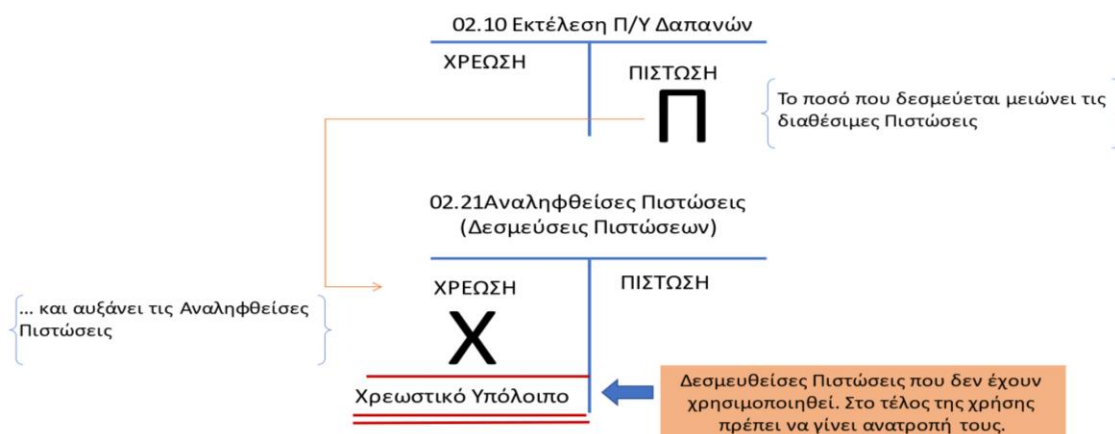 02.10 Εκτέλεση Π/Υ Δαπανών
ΧΡΕΩΣΗ
ΠΙΣΤΩΣΗ
Π
Το ποσό που δεσμεύεται μειώνει τις
διαθέσιμες Πιστώσεις
02.21Αναληφθείσες Πιστώσεις
(Δεσμεύσεις Πιστώσεων)
ΧΡΕΩΣΗ
ΠΙΣΤΩΣΗ
... και αυξάνει τις Αναληφθείσες
Πιστώσεις
Χ
Χρεωστικό Υπόλοιπο
Δεσμευθείσες Πιστώσεις που δεν έχουν
χρησιμοποιηθεί. Στο τέλος της χρήσης
πρέπει να γίνει ανατροπή τους.